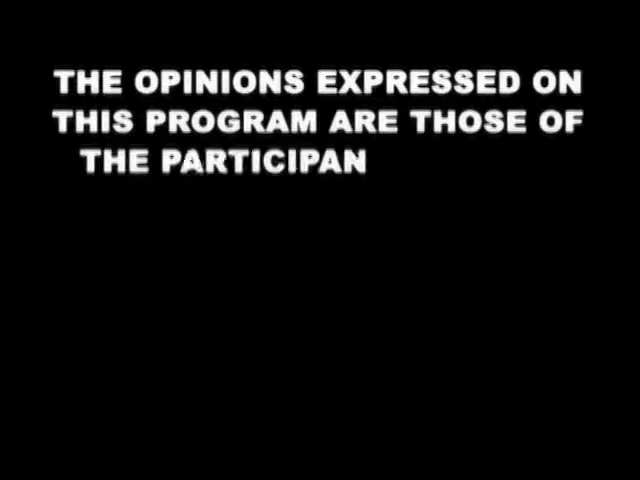 THE OPINIONS EXPRESSED ON
THIS PROGRAM ARE THOSE OF
THE PARTICIPAN